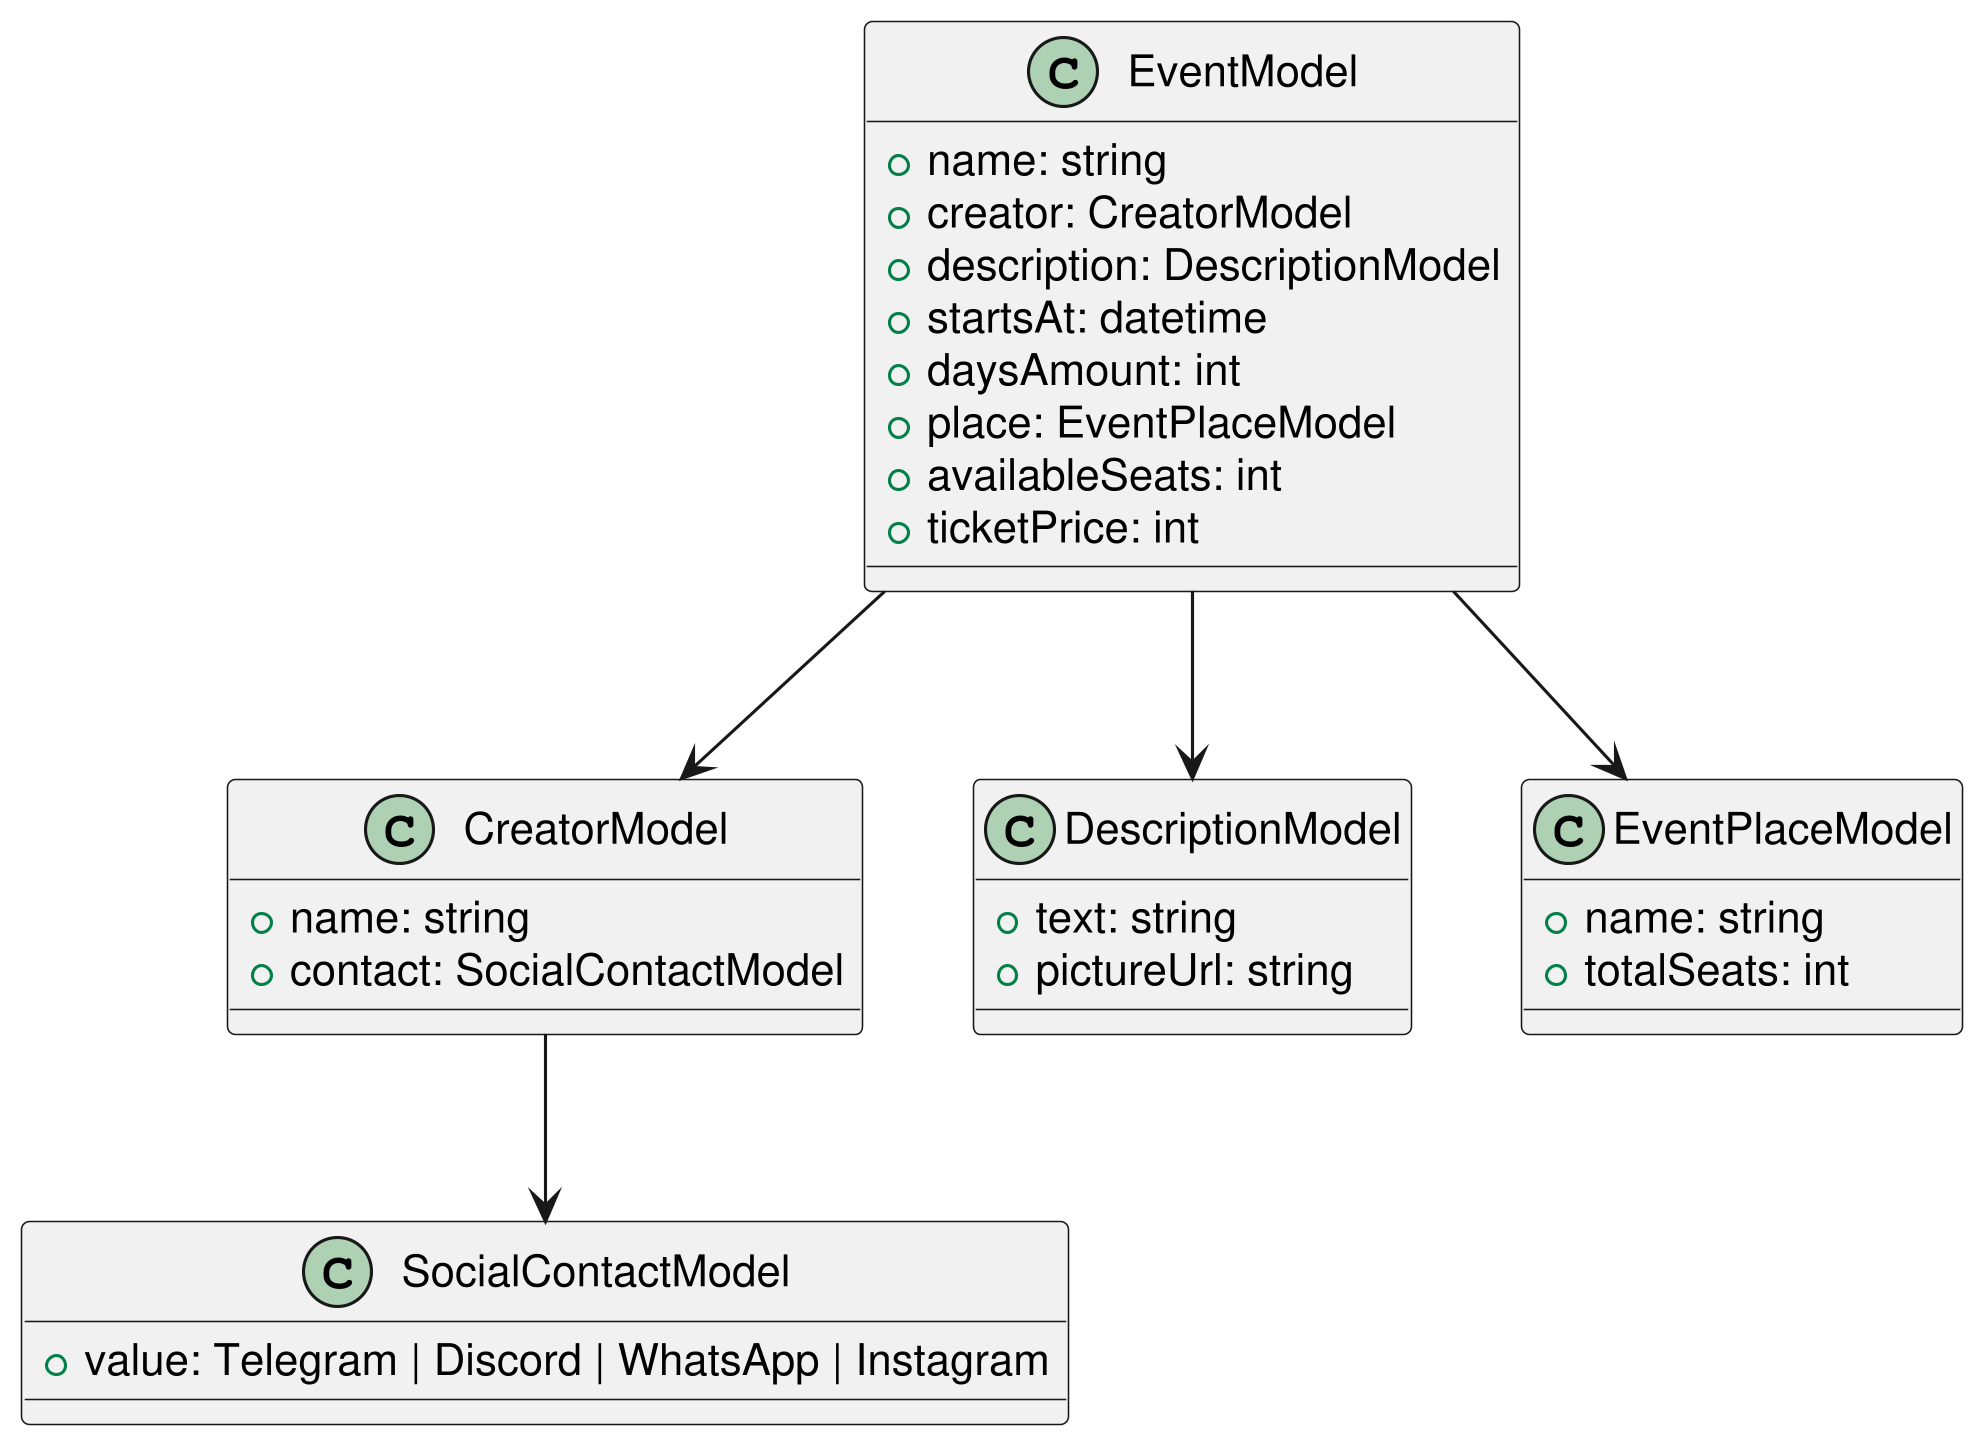 C EventModel
name: string
creator: CreatorModel
description: DescriptionModel
startsAt: datetime
daysAmount: int
place: EventPlaceModel
availableSeats: int
ticketPrice: int
C CreatorModel
name: string
contact: SocialContactModel
C DescriptionModel
text: string
pictureUrl: string
C EventPlaceModel
name: string
totalSeats: int
C SocialContactModel
value: Telegram | Discord | WhatsApp | Instagram